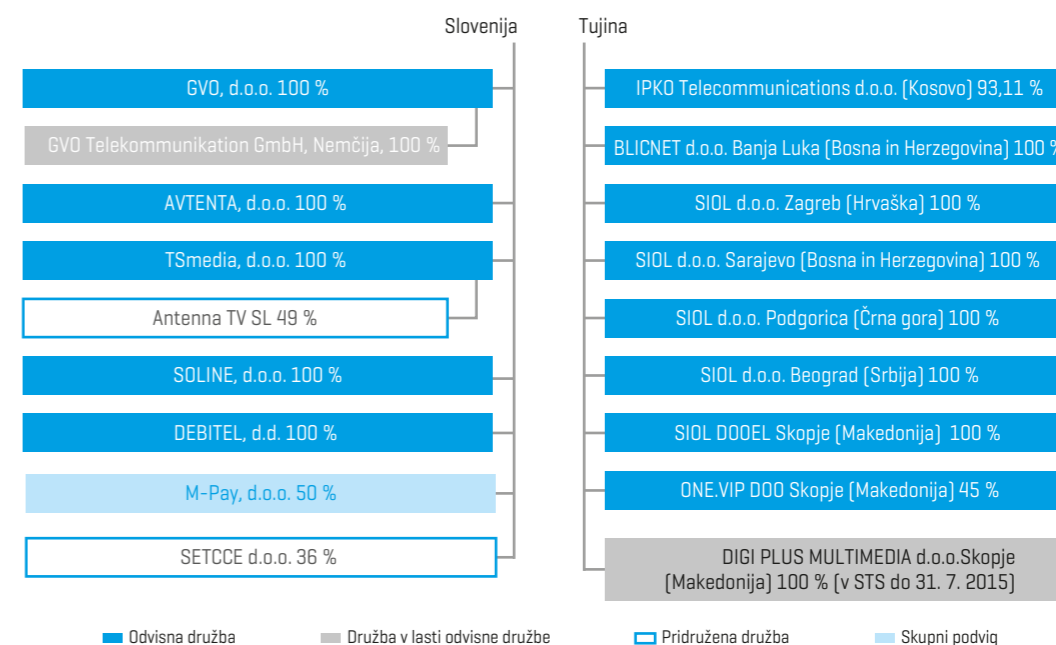 Slovenija
GVO, d.o.o. 100 %
GVO Telekommunikation GmbH, Nemčija, 100 %
AVTENTA, d.o.o. 100 %
TSmedia, d.o.o. 100 %
Antenna TV SL 49 %
SOLINE, d.o.o. 100 %
DEBITEL, d.d. 100 %
M-Pay, d.o.o. 50 %
SETCCE d.o.o. 36 %
Tujina
IPKO Telecommunications d.o.o. (Kosovo) 93,11 %
BLICNET d.o.o. Banja Luka (Bosna in Herzegovina) 100 %
SIOL d.o.o. Zagreb (Hrvaška) 100 %
SIOL d.o.o. Sarajevo (Bosna in Herzegovina) 100 %
SIOL d.o.o. Podgorica (Črna gora) 100 %
SIOL d.o.o. Beograd (Srbija) 100 %
SIOL DOOEL Skopje (Makedonija) 100 %
ONE.VIP DOO Skopje (Makedonija) 45 %
DIGI PLUS MULTIMEDIA d.o.o.Skopje
(Makedonija) 100 % (v STS do 31. 7. 2015)
Odvisna družba
Družba v lasti odvisne družbe
Pridružena družba
Skupni podvig